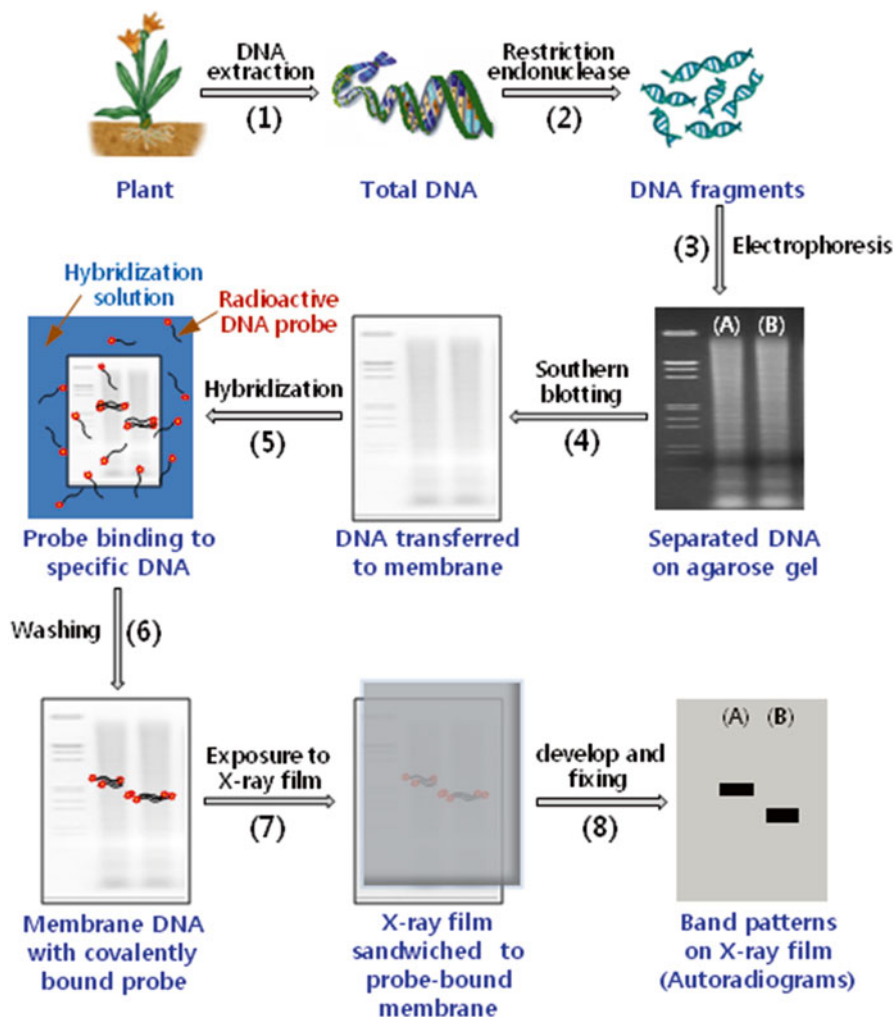 DNA
extraction
(1)
Restriction
endonuclease
(2)
Plant
Total DNA
DNA fragments
(3)
Electrophoresis
(A) (B)
Separated DNA
on agarose gel
Southern
blotting
(4)
DNA transferred
to membrane
Hybridization
(5)
Hybridization
solution
Radioactive
DNA probe
Probe binding to
specific DNA
Washing
(6)
Membrane DNA
with covalently
bound probe
Exposure to
X-ray film
(7)
X-ray film
sandwiched to
probe-bound
membrane
develop and
fixing
(8)
(A) (B)
Band patterns
on X-ray film
(Autoradiograms)